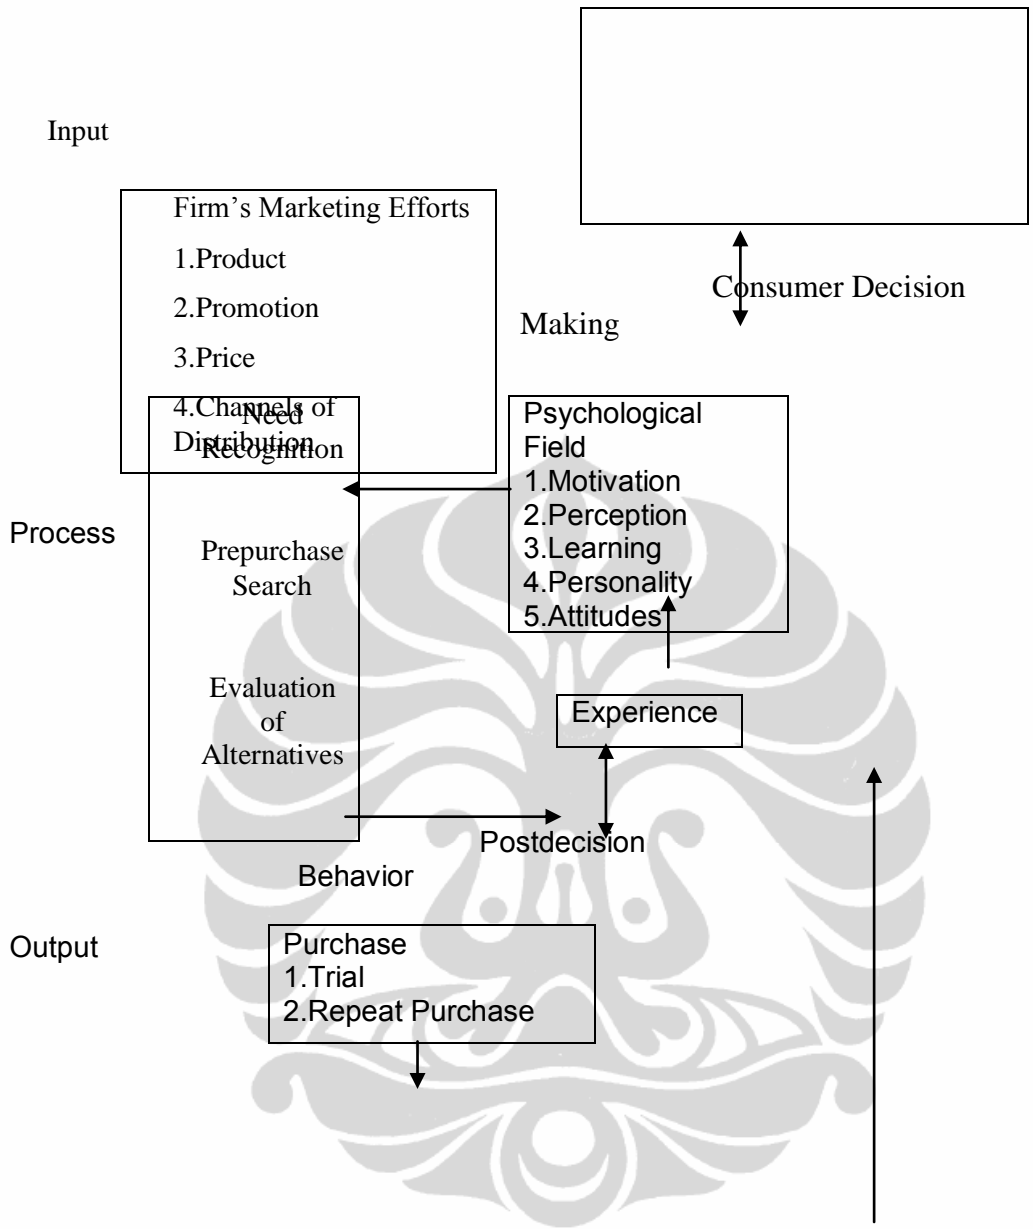 Input
Firm’s Marketing Efforts
1.Product
2.Promotion
3.Price
4.Channels of
Distribution
Consumer Decision
Making
Need
Recognition
Process
Prepurchase
Search
Evaluation
of
Alternatives
Psychological
Field
1.Motivation
2.Perception
3.Learning
4.Personality
5.Attitudes
Experience
Postdecision
Behavior
Output
Purchase
1.Trial
2.Repeat Purchase